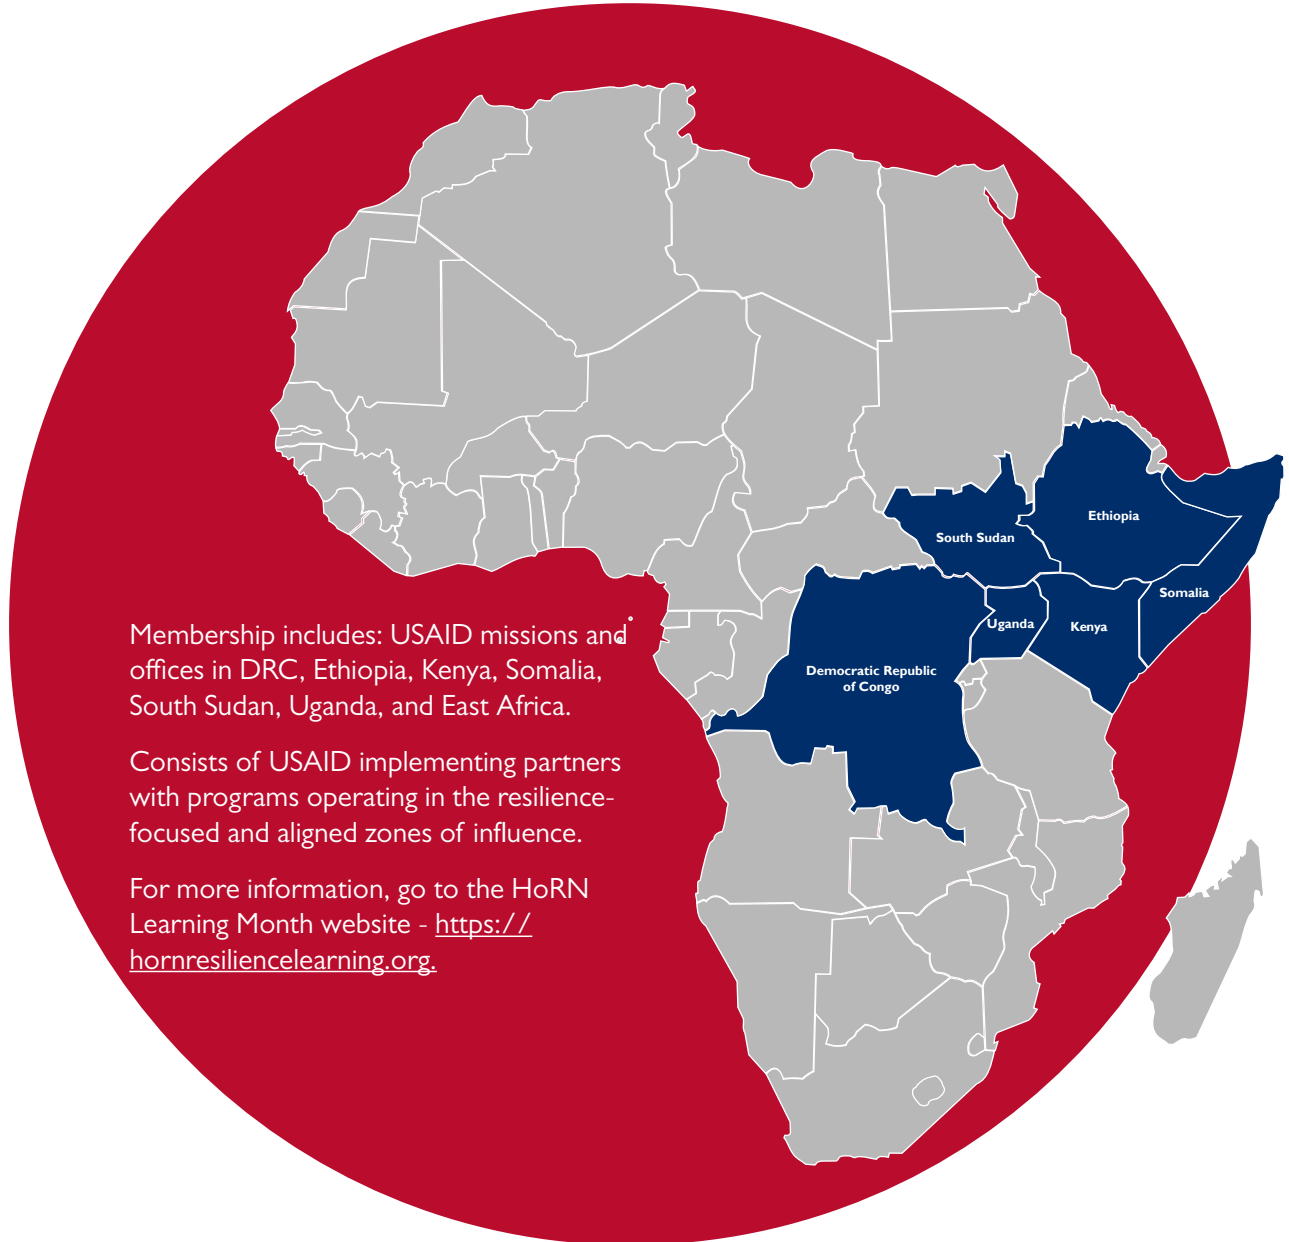 Ethiopia
South Sudan
Somalia
Uganda
Kenya
Democratic Republic
of Congo
Membership includes: USAID missions and
offices in DRC, Ethiopia, Kenya, Somalia,
South Sudan, Uganda, and East Africa.
Consists of USAID implementing partners
with programs operating in the resilience-
focused and aligned zones of influence.
For more information, go to the HoRN
Learning Month website - https://
hornresiliencelearning.org.